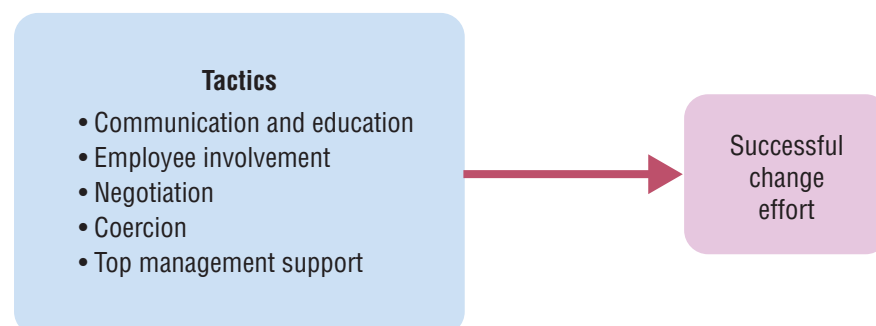 Tactics
• Communication and education
• Employee involvement
• Negotiation
• Coercion
• Top management support
Successful
change
effort